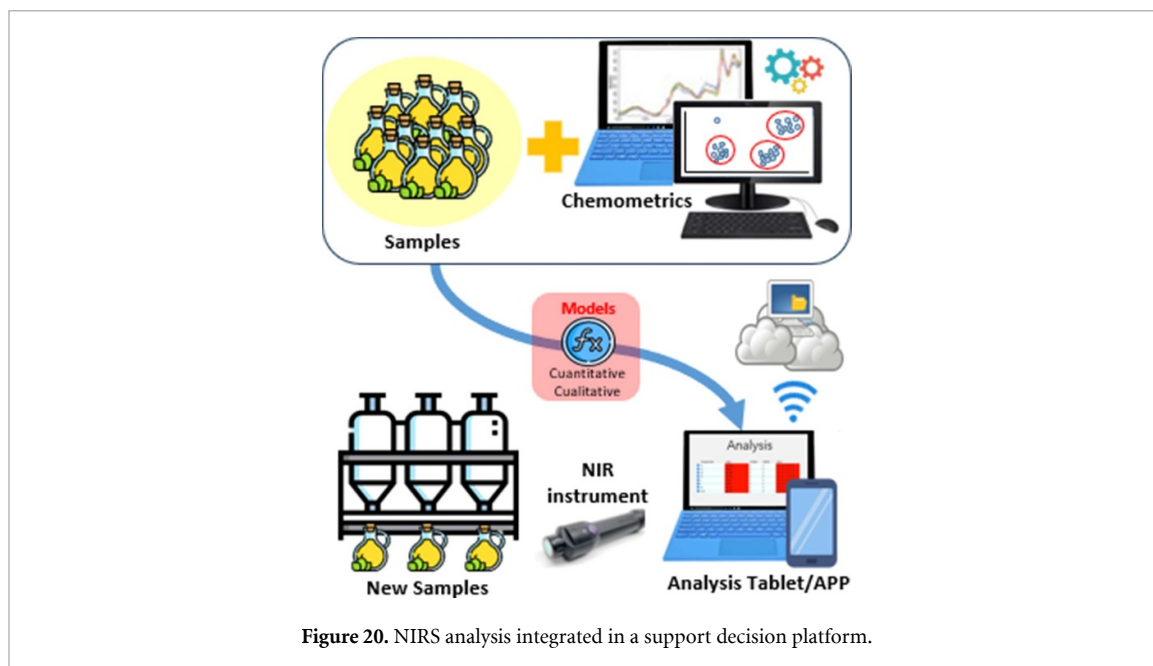 Chemometrics
Samples
Models
fx
Cuantitative
Cualitative
Analysis
NIR
instrument
New Samples
Analysis Tablet/APP
Figure 20. NIRS analysis integrated in a support decision platform.